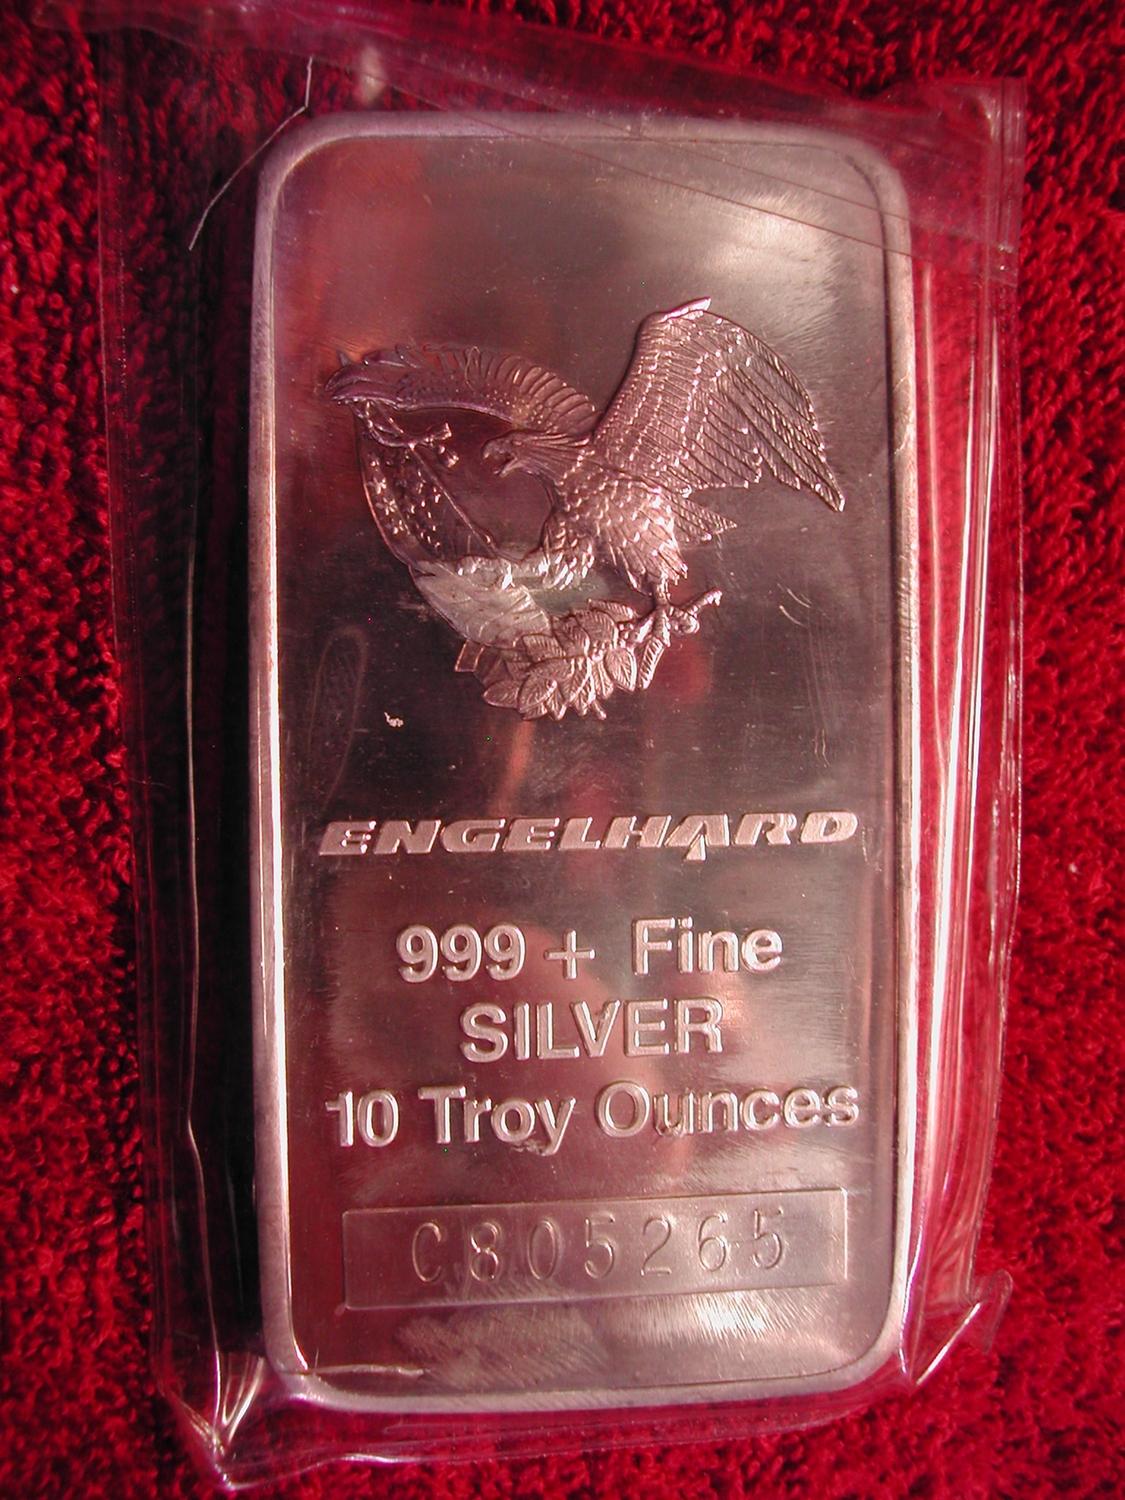 ENGELHARD
999 + Fine
SILVER
10 Troy Ounces
C805265